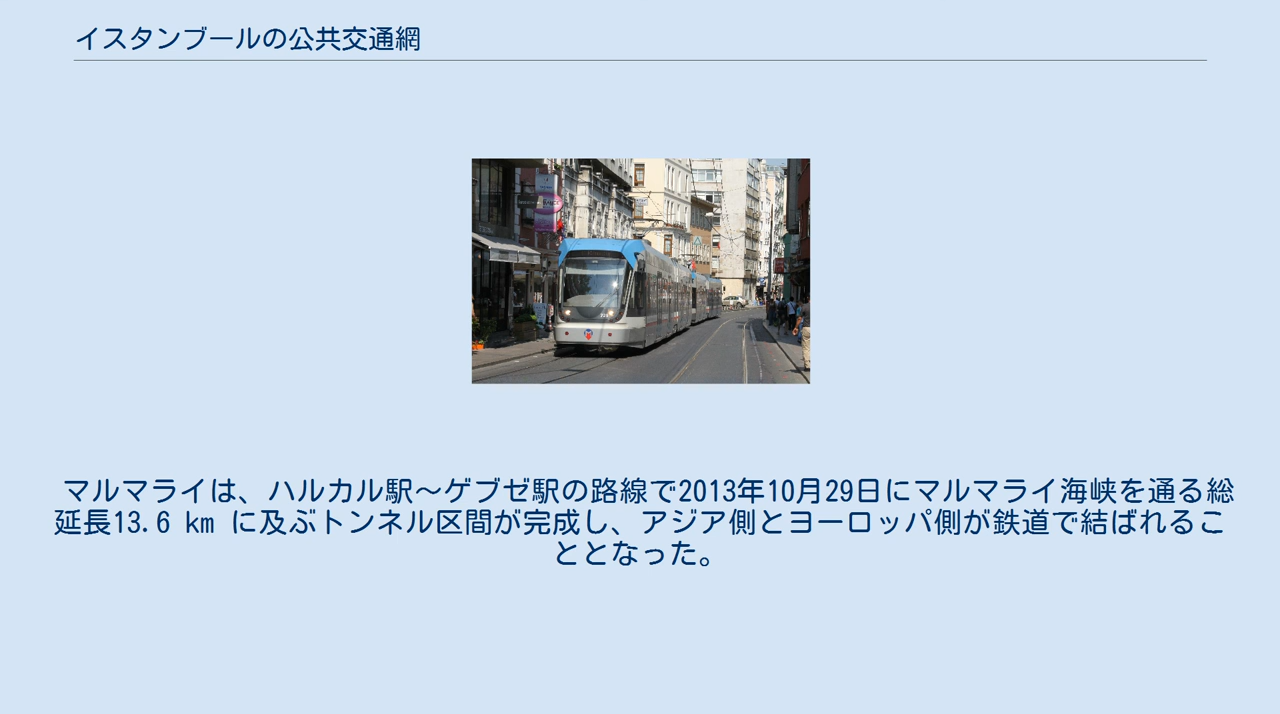 イスタンブールの公共交通網
マルマライは、ハルカル駅〜ゲブゼ駅の路線で2013年10月29日にマルマライ海峡を通る総
延長13.6 km に及ぶトンネル区間が完成し、アジア側とヨーロッパ側が鉄道で結ばれるこ
ととなった。